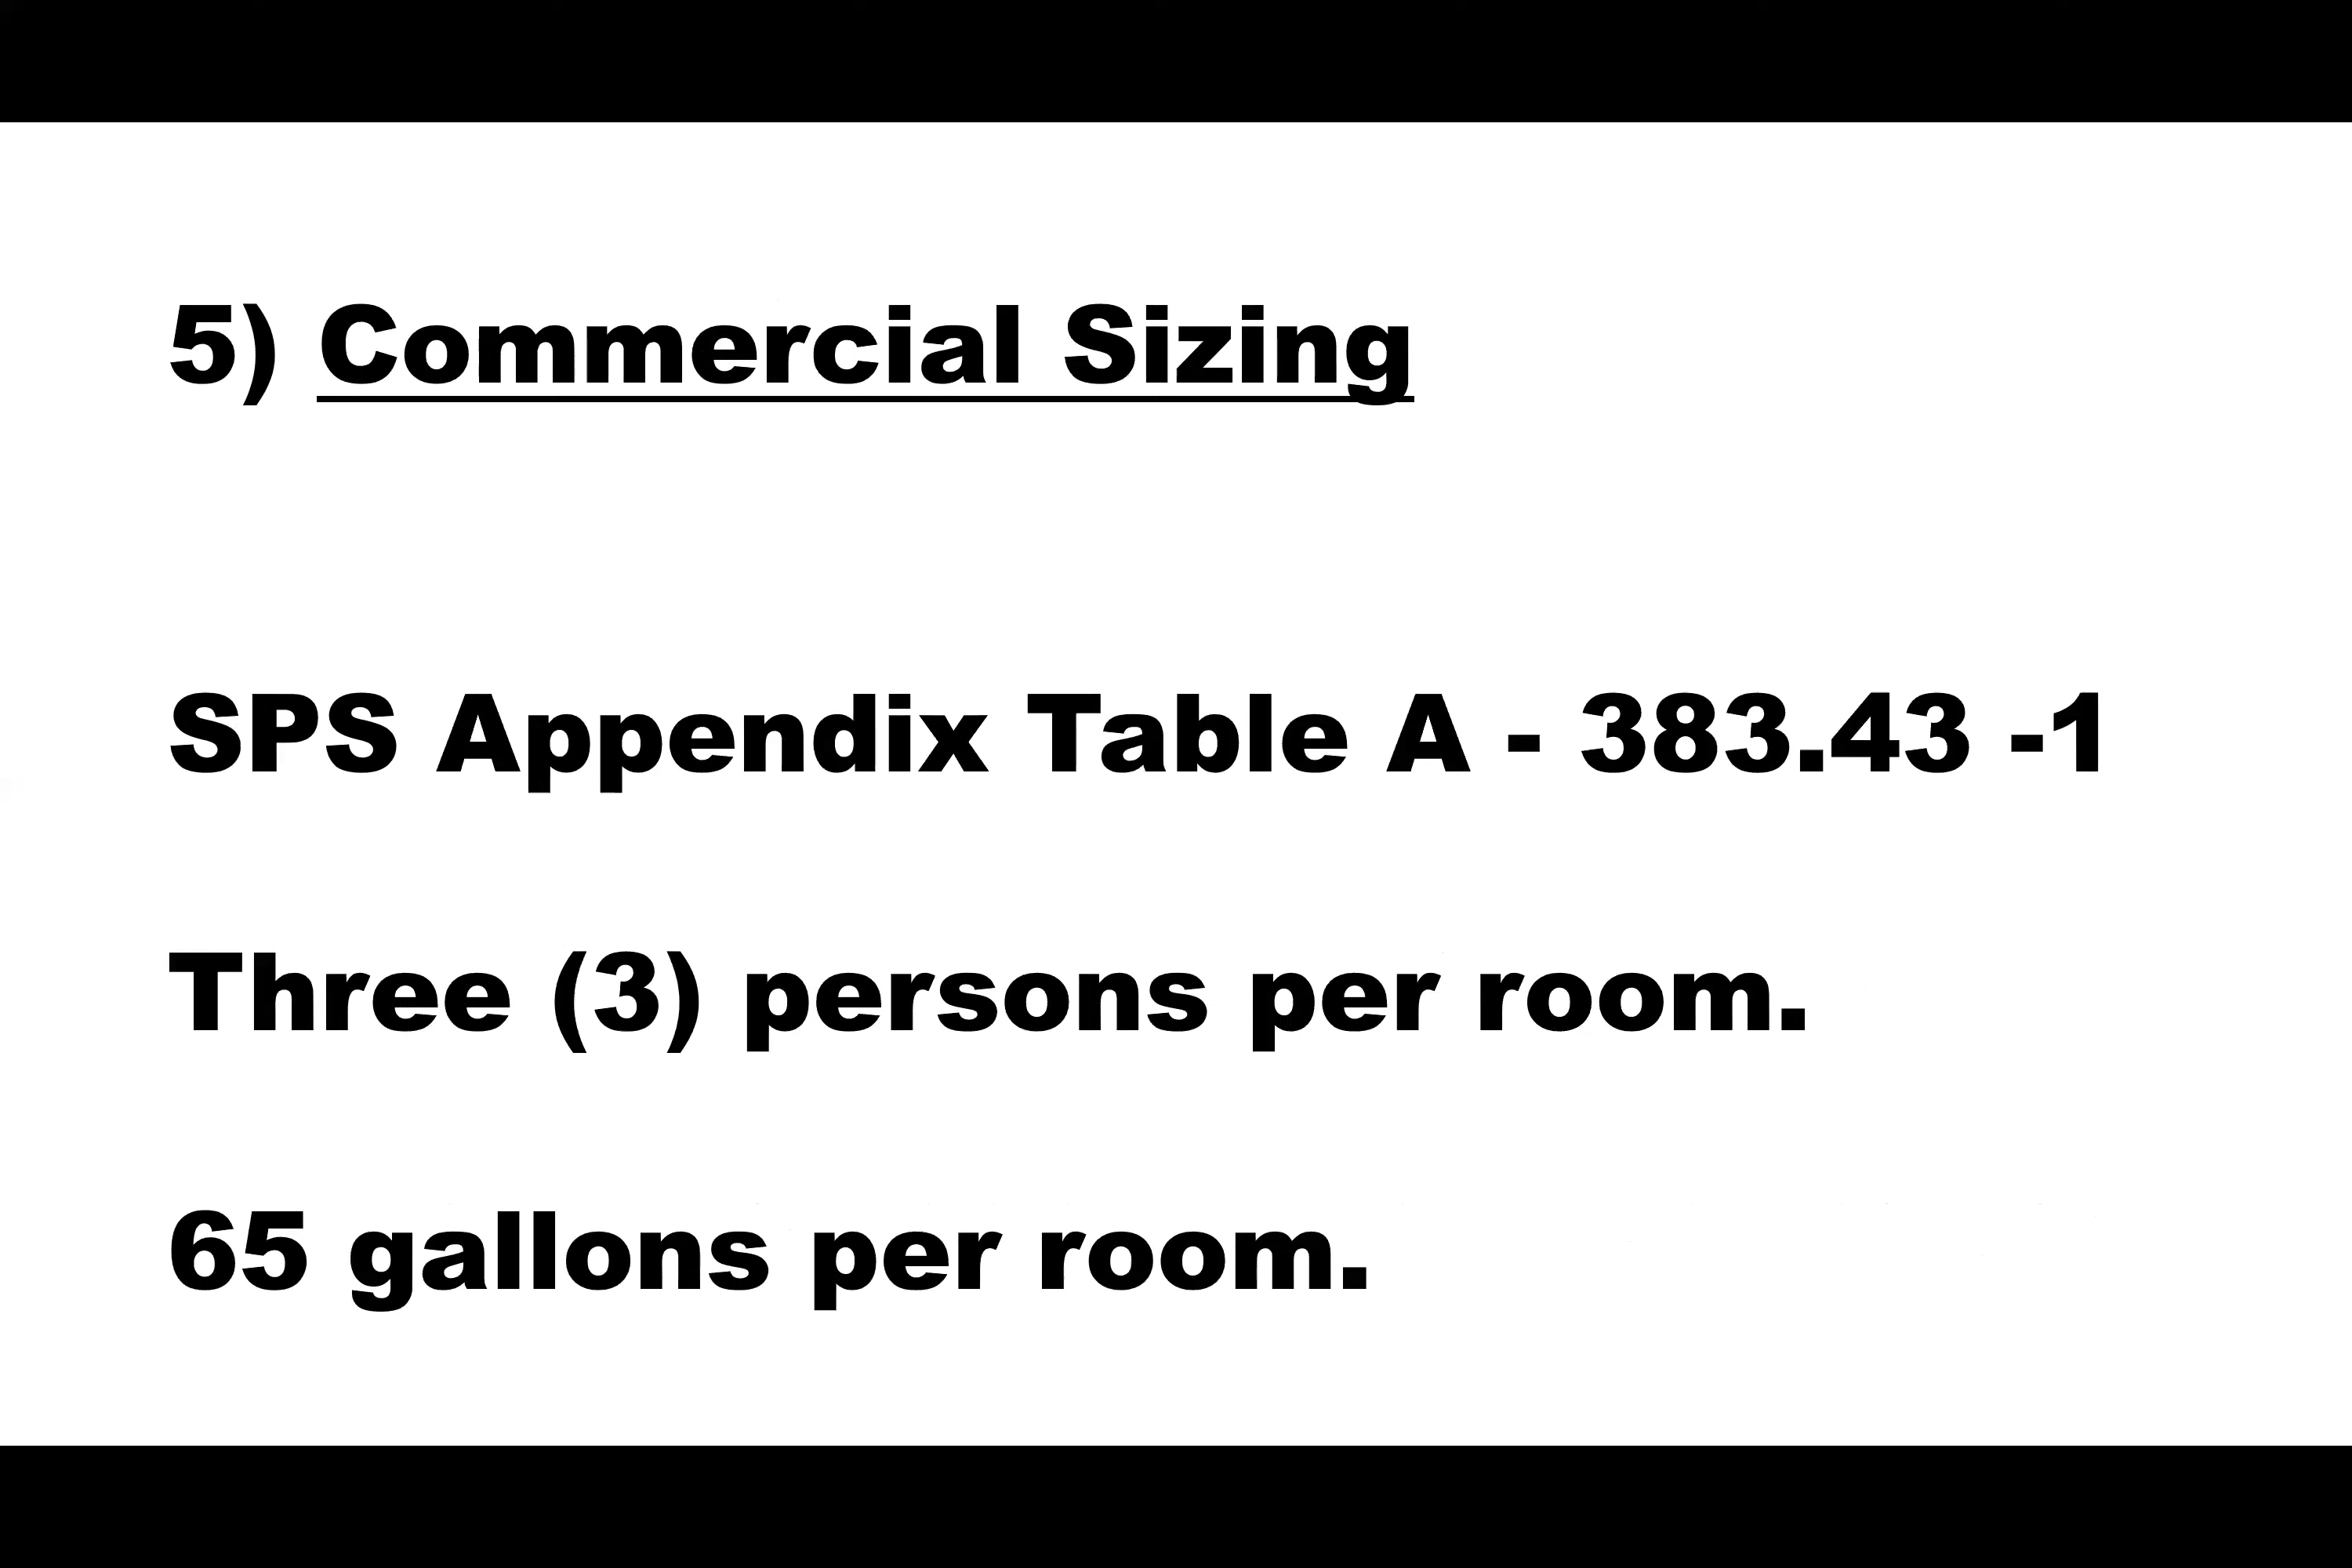 5) Commercial Sizing
SPS Appendix Table A - 383.43 -1
Three (3) persons per room.
65 gallons per room.